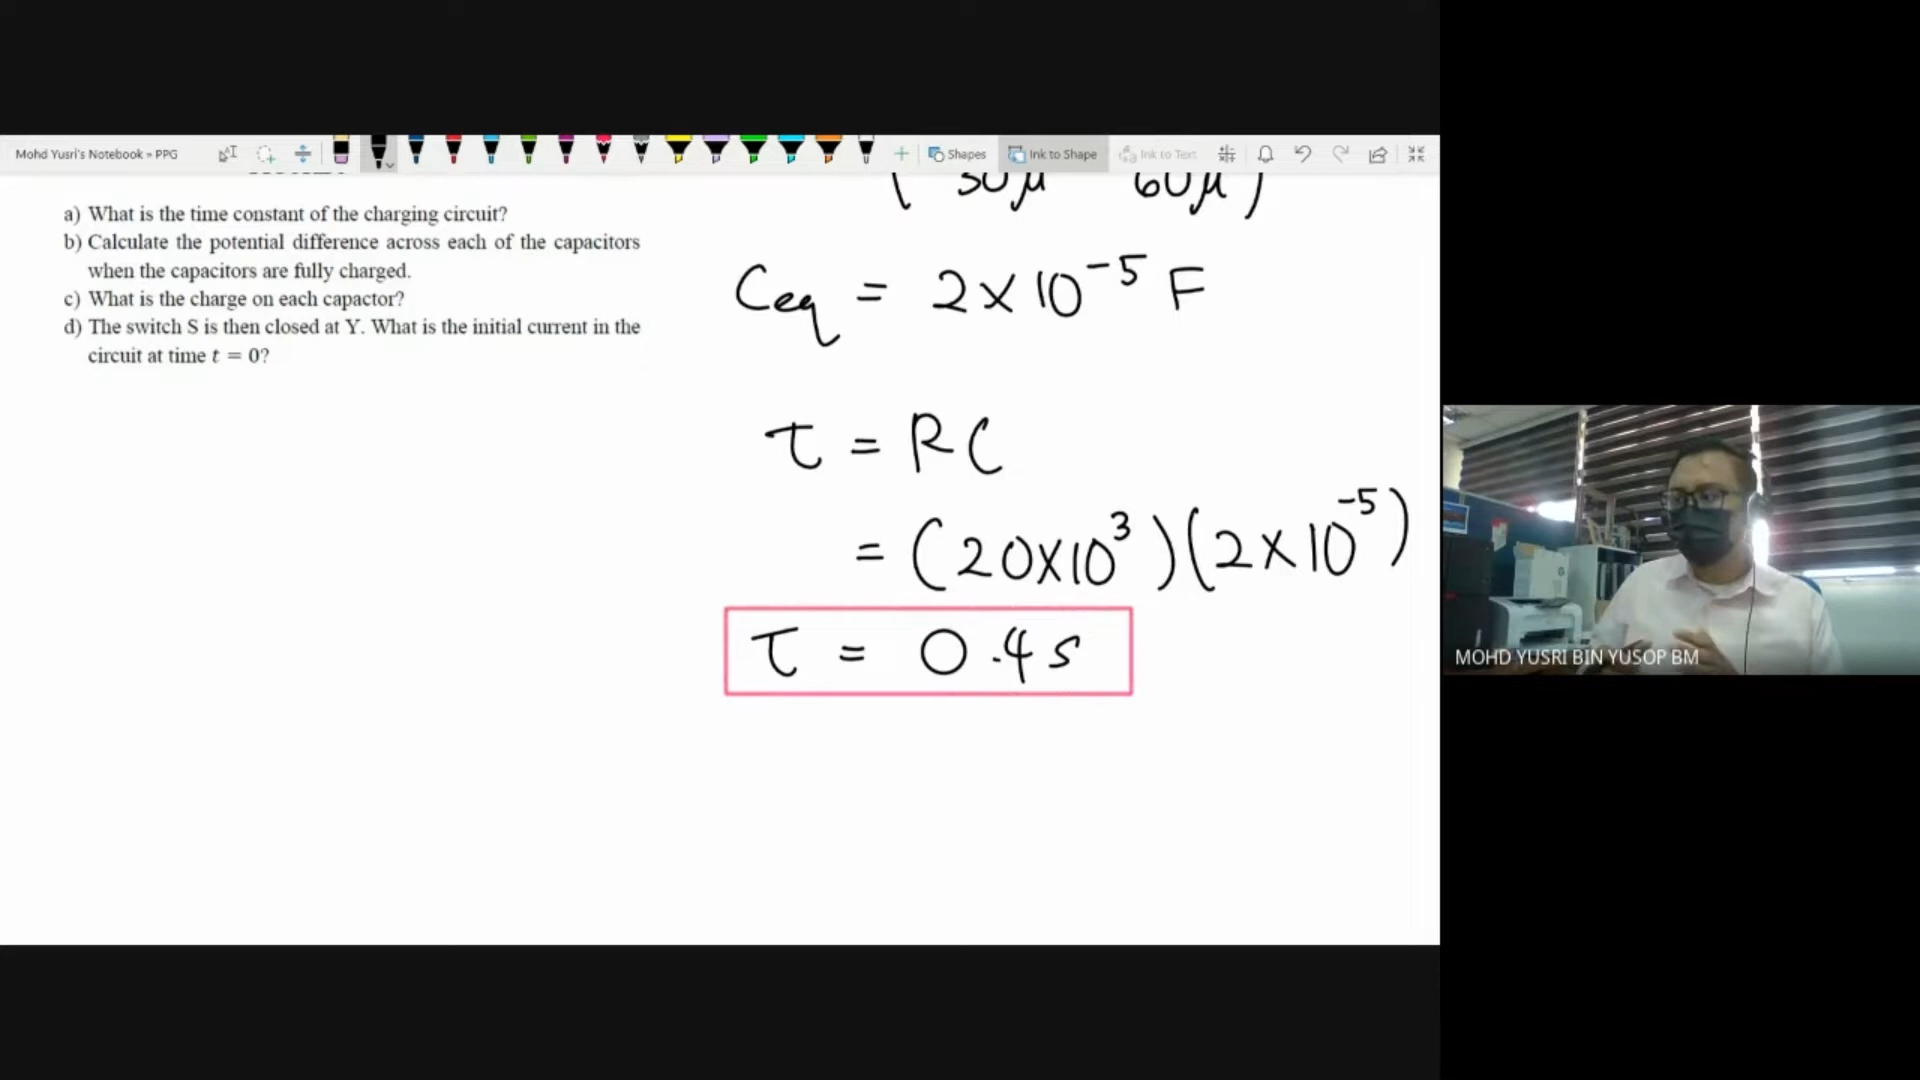 Mohd Yusri's Notebook » PPG
Shapes
Ink to Shape
Ink to Text
a) What is the time constant of the charging circuit?
b) Calculate the potential difference across each of the capacitors
when the capacitors are fully charged.
c) What is the charge on each capactor?
d) The switch S is then closed at Y. What is the initial current in the
circuit at time t = 0?
( 30μ 60μ )
Ceq = 2 × 10⁻⁵ F
τ = RC
= (20×10³)(2×10⁻⁵)
τ = 0.4 s
MOHD YUSRI BIN YUSOP BM